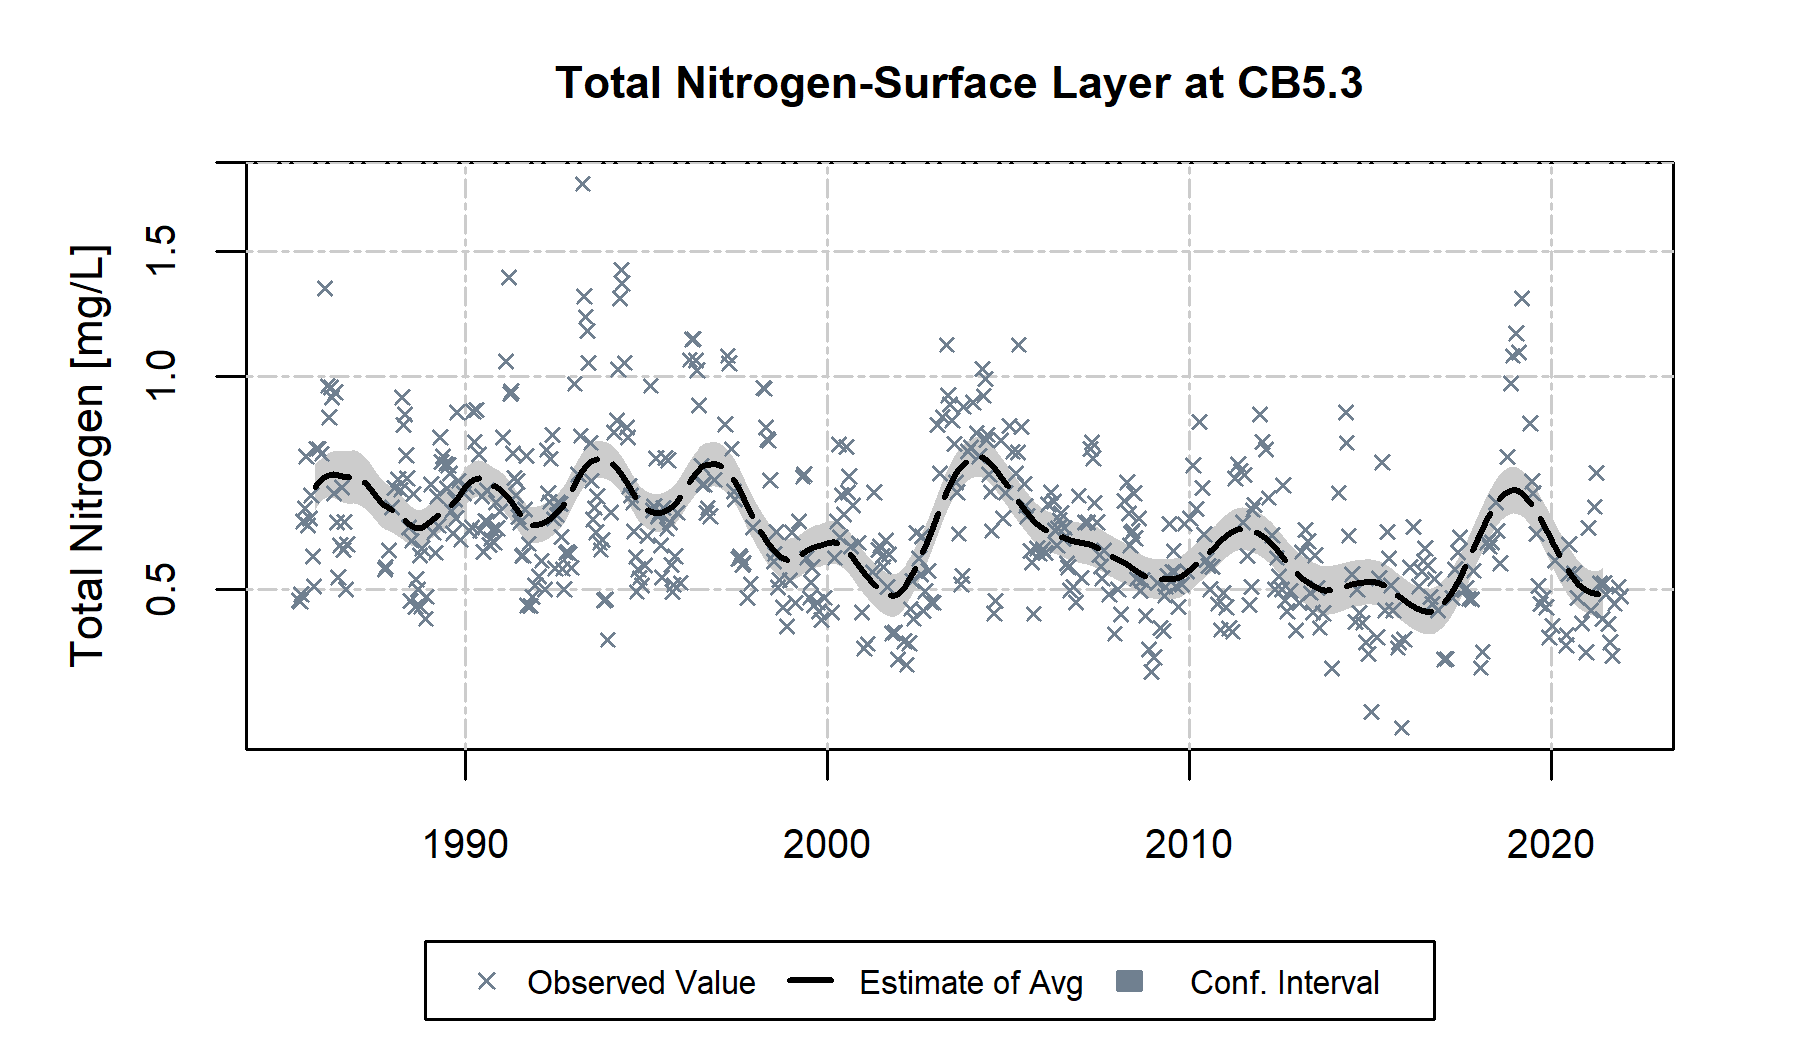 Total Nitrogen-Surface Layer at CB5.3
Total Nitrogen [mg/L]
1.5
1.0
0.5
1990 2000 2010 2020
Observed Value Estimate of Avg Conf. Interval